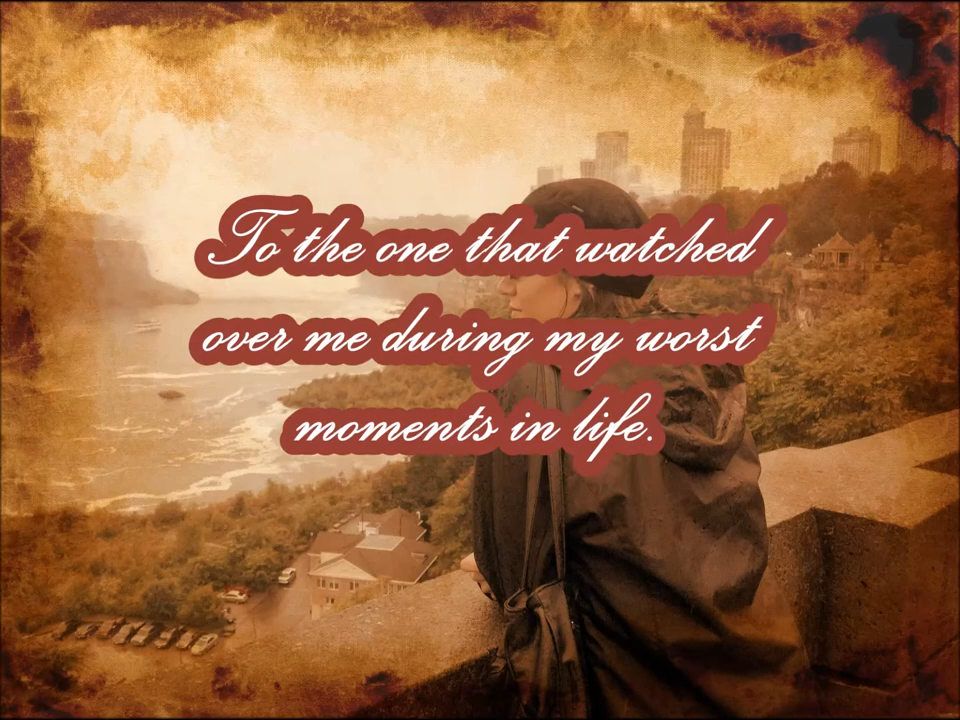 To the one that watched
over me during my worst
moments in life.